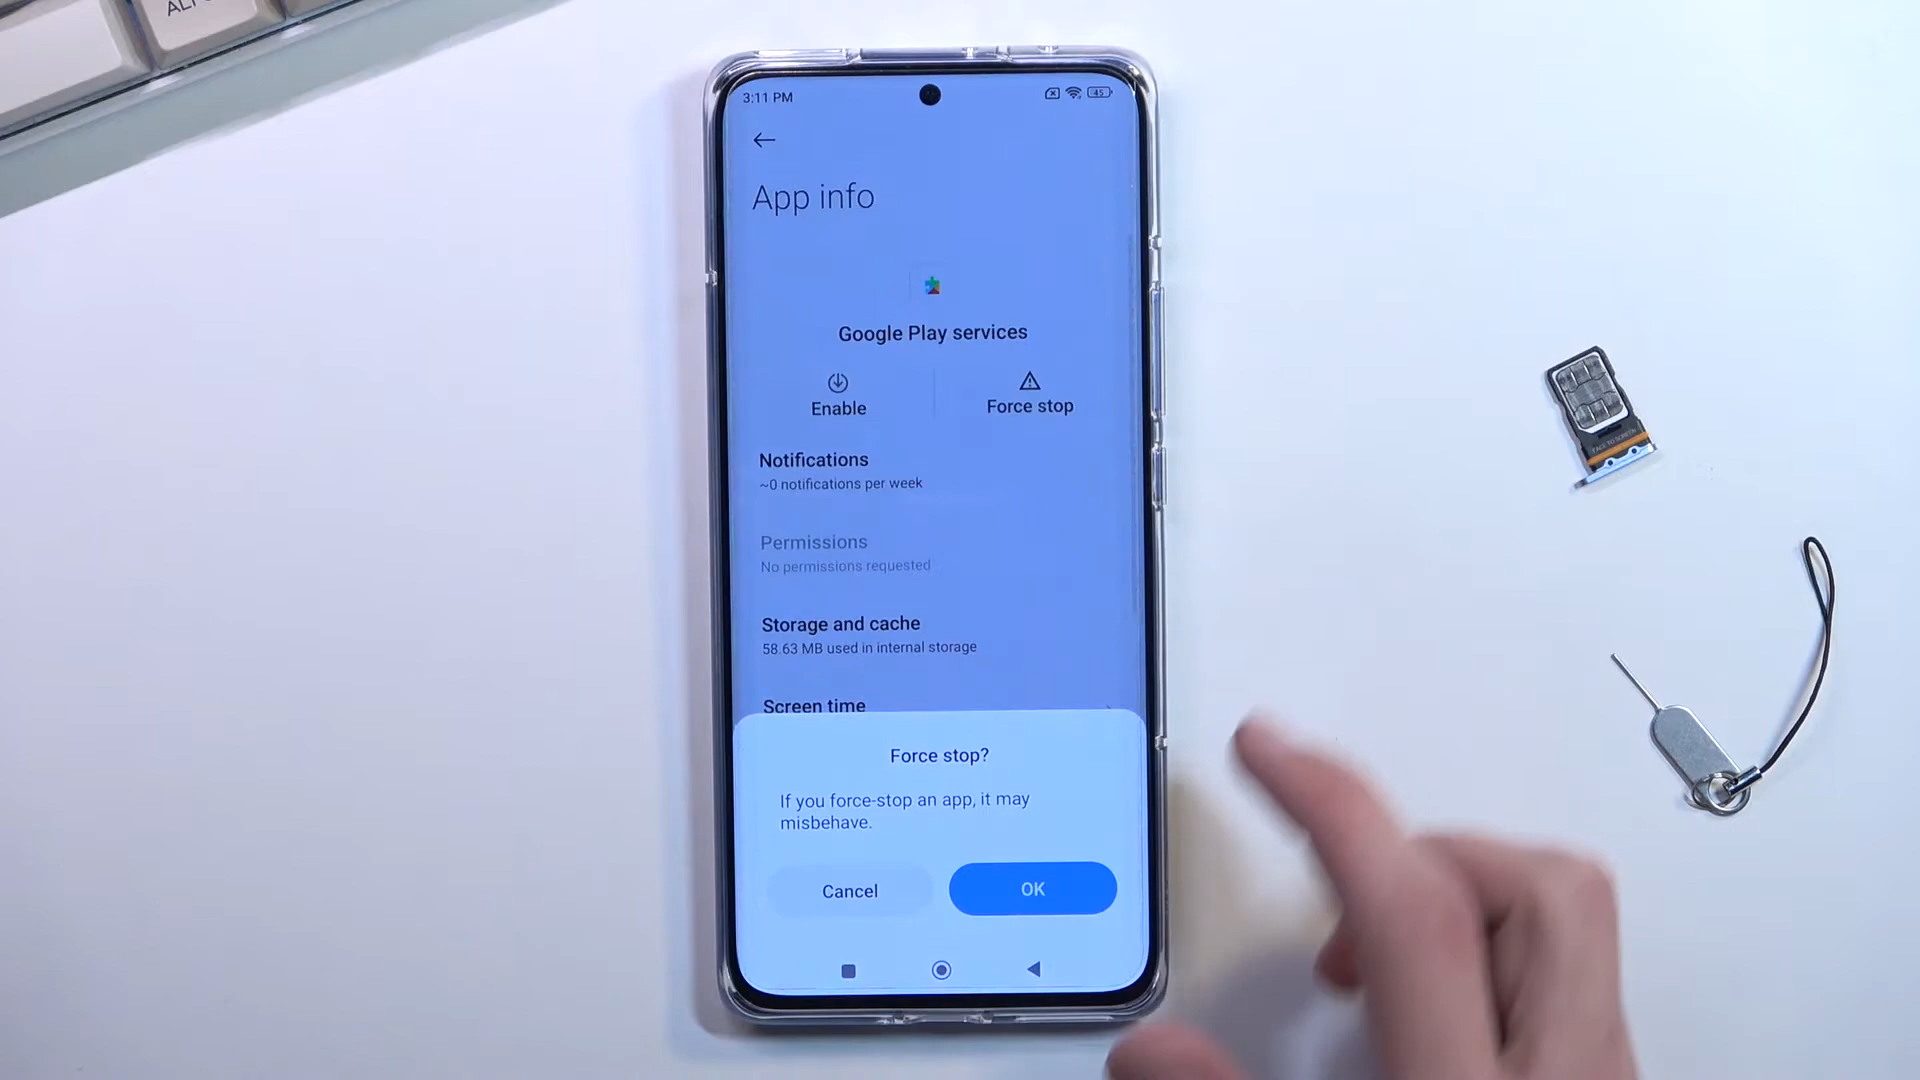 ALT
3:11 PM
45
App info
Google Play services
Enable
Force stop
Notifications
~0 notifications per week
Permissions
No permissions requested
Storage and cache
58.63 MB used in internal storage
Screen time
Force stop?
If you force-stop an app, it may
misbehave.
Cancel
OK